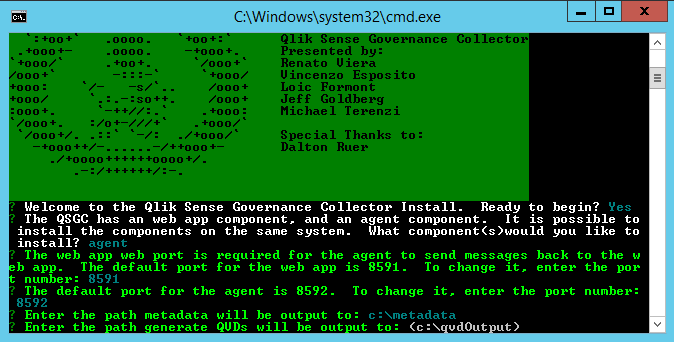 C:\Windows\system32\cmd.exe
Qlik Sense Governance Collector
Presented by:
Renato Viera
Vincenzo Esposito
Loic Formont
Jeff Goldberg
Michael Terenzi
Special Thanks to:
Dalton Ruer
? Welcome to the Qlik Sense Governance Collector Install.  Ready to begin? Yes
? The QSGC has an web app component, and an agent component.  It is possible to
install the components on the same system.  What component(s)would you like to
install? agent
? The web app web port is required for the agent to send messages back to the w
eb app.  The default port for the web app is 8591.  To change it, enter the por
t number: 8591
? The default port for the agent is 8592.  To change it, enter the port number:
8592
? Enter the path metadata will be output to: c:\metadata
? Enter the path generate QVDs will be output to: (c:\qvdOutput)